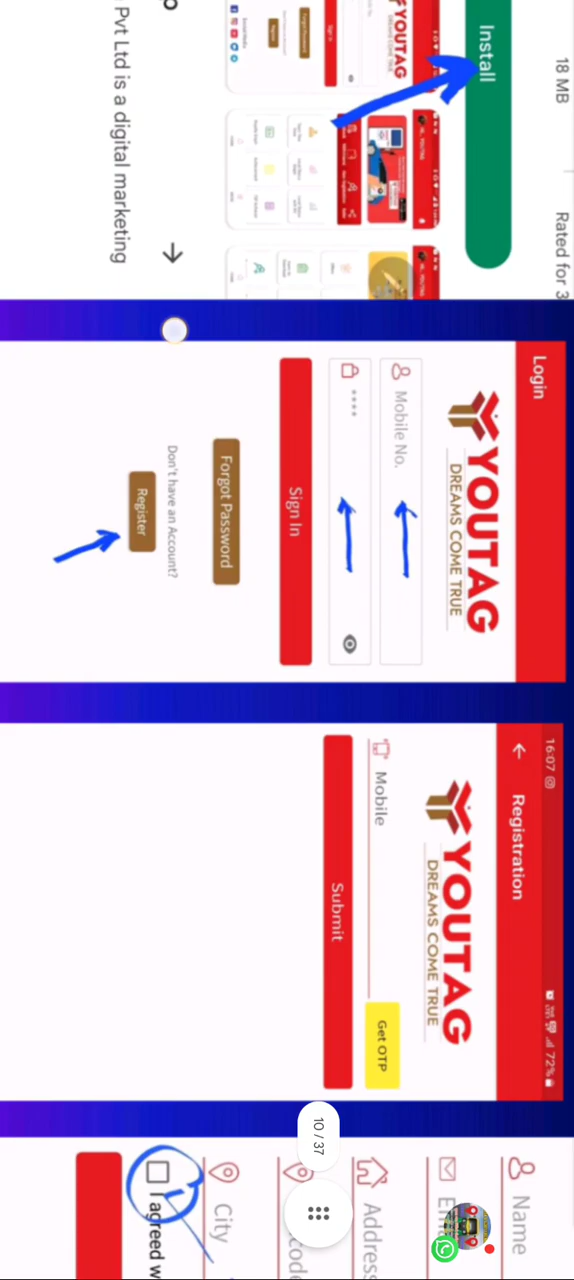 18 MB
Rated for 3
Install
YOUTAG
DREAMS COME TRUE
Pvt Ltd is a digital marketing
Login
YOUTAG
DREAMS COME TRUE
Mobile No.
****
Sign In
Forgot Password
Don't have an Account?
Register
16:07
72%
Registration
YOUTAG
DREAMS COME TRUE
Mobile
Get OTP
Submit
Name
Address
City
I agreed w
10 / 37